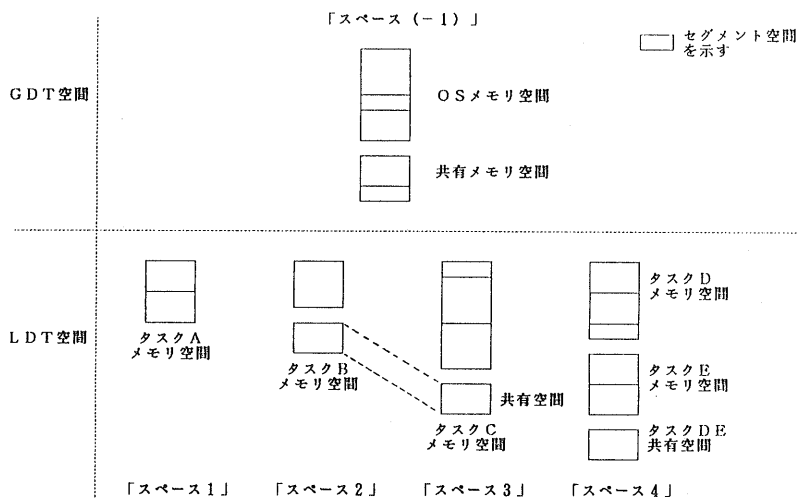 「スペース(-1)」
セグメント空間
を示す
GDT空間
OSメモリ空間
共有メモリ空間
LDT空間
タスクA
メモリ空間
タスクB
メモリ空間
共有空間
タスクC
メモリ空間
タスクD
メモリ空間
タスクE
メモリ空間
タスクDE
共有空間
「スペース1」
「スペース2」
「スペース3」
「スペース4」